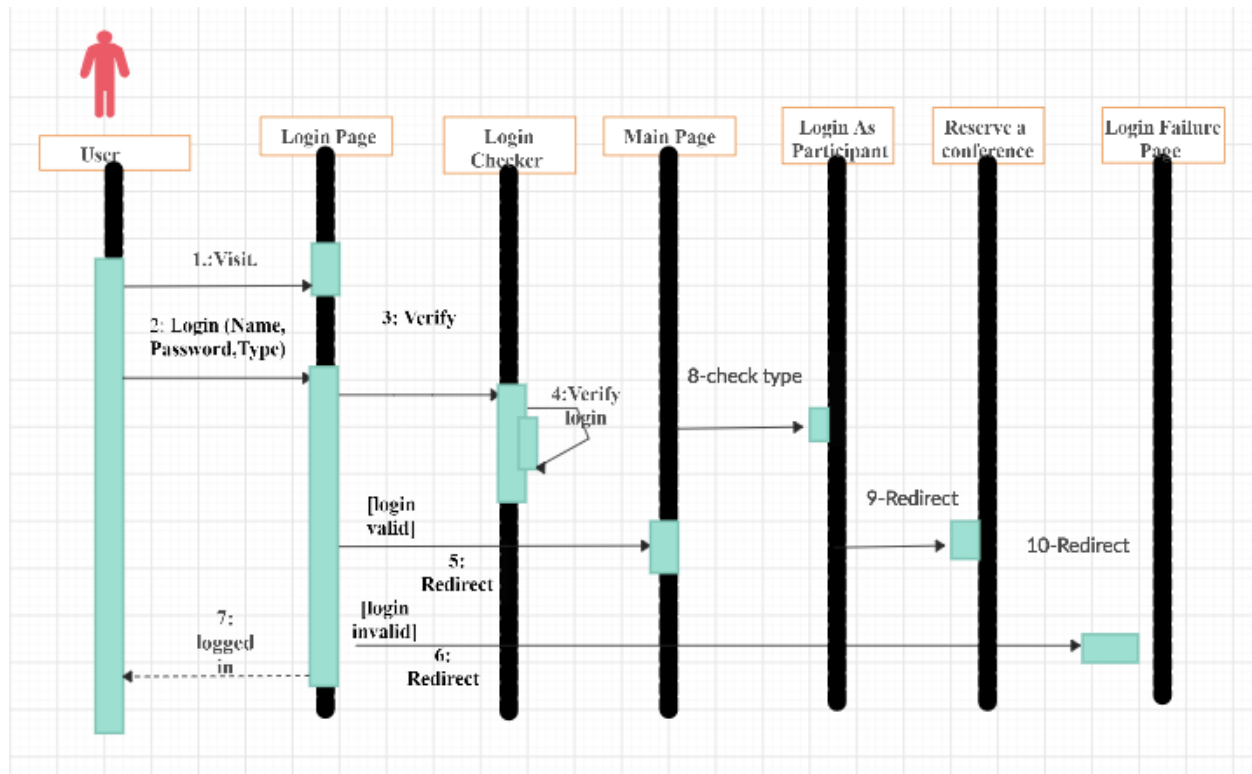 User
Login Page
Login
Checker
Main Page
Login As
Participant
Reserve a
conference
Login Failure
Page
1.:Visit.
2: Login (Name,
Password,Type)
3: Verify
4:Verify
login
8-check type
[login
valid]
5:
Redirect
9-Redirect
10-Redirect
[login
invalid]
6:
Redirect
7:
logged
in